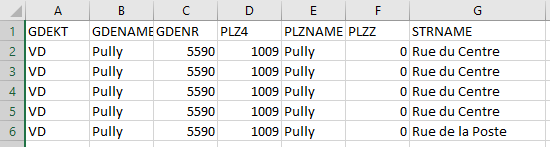 A B C D E F G
1 GDEKT GDENAME GDENR PLZ4 PLZNAME PLZZ STRNAME
2 VD Pully 5590 1009 Pully 0 Rue du Centre
3 VD Pully 5590 1009 Pully 0 Rue du Centre
4 VD Pully 5590 1009 Pully 0 Rue du Centre
5 VD Pully 5590 1009 Pully 0 Rue du Centre
6 VD Pully 5590 1009 Pully 0 Rue de la Poste